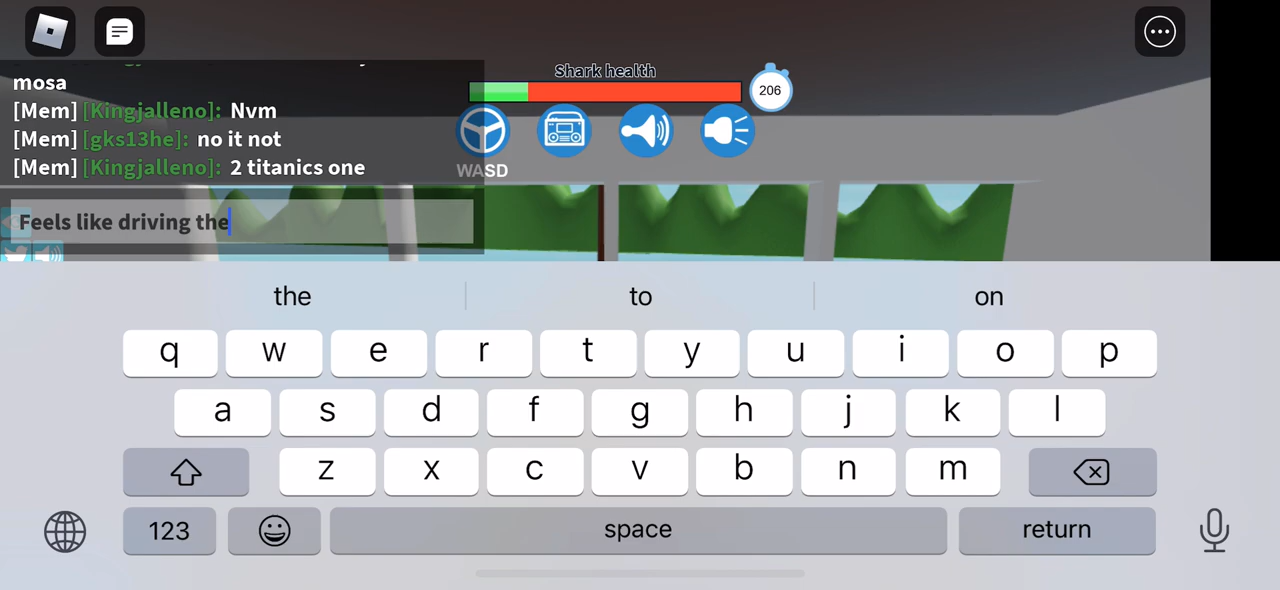 mosa
Shark health
206
[Mem] [Kingjalleno]: Nvm
[Mem] [gks13he]: no it not
[Mem] [Kingjalleno]: 2 titanics one
WASD
Feels like driving the
the to on
q w e r t y u i o p
a s d f g h j k l
z x c v b n m
123 space return